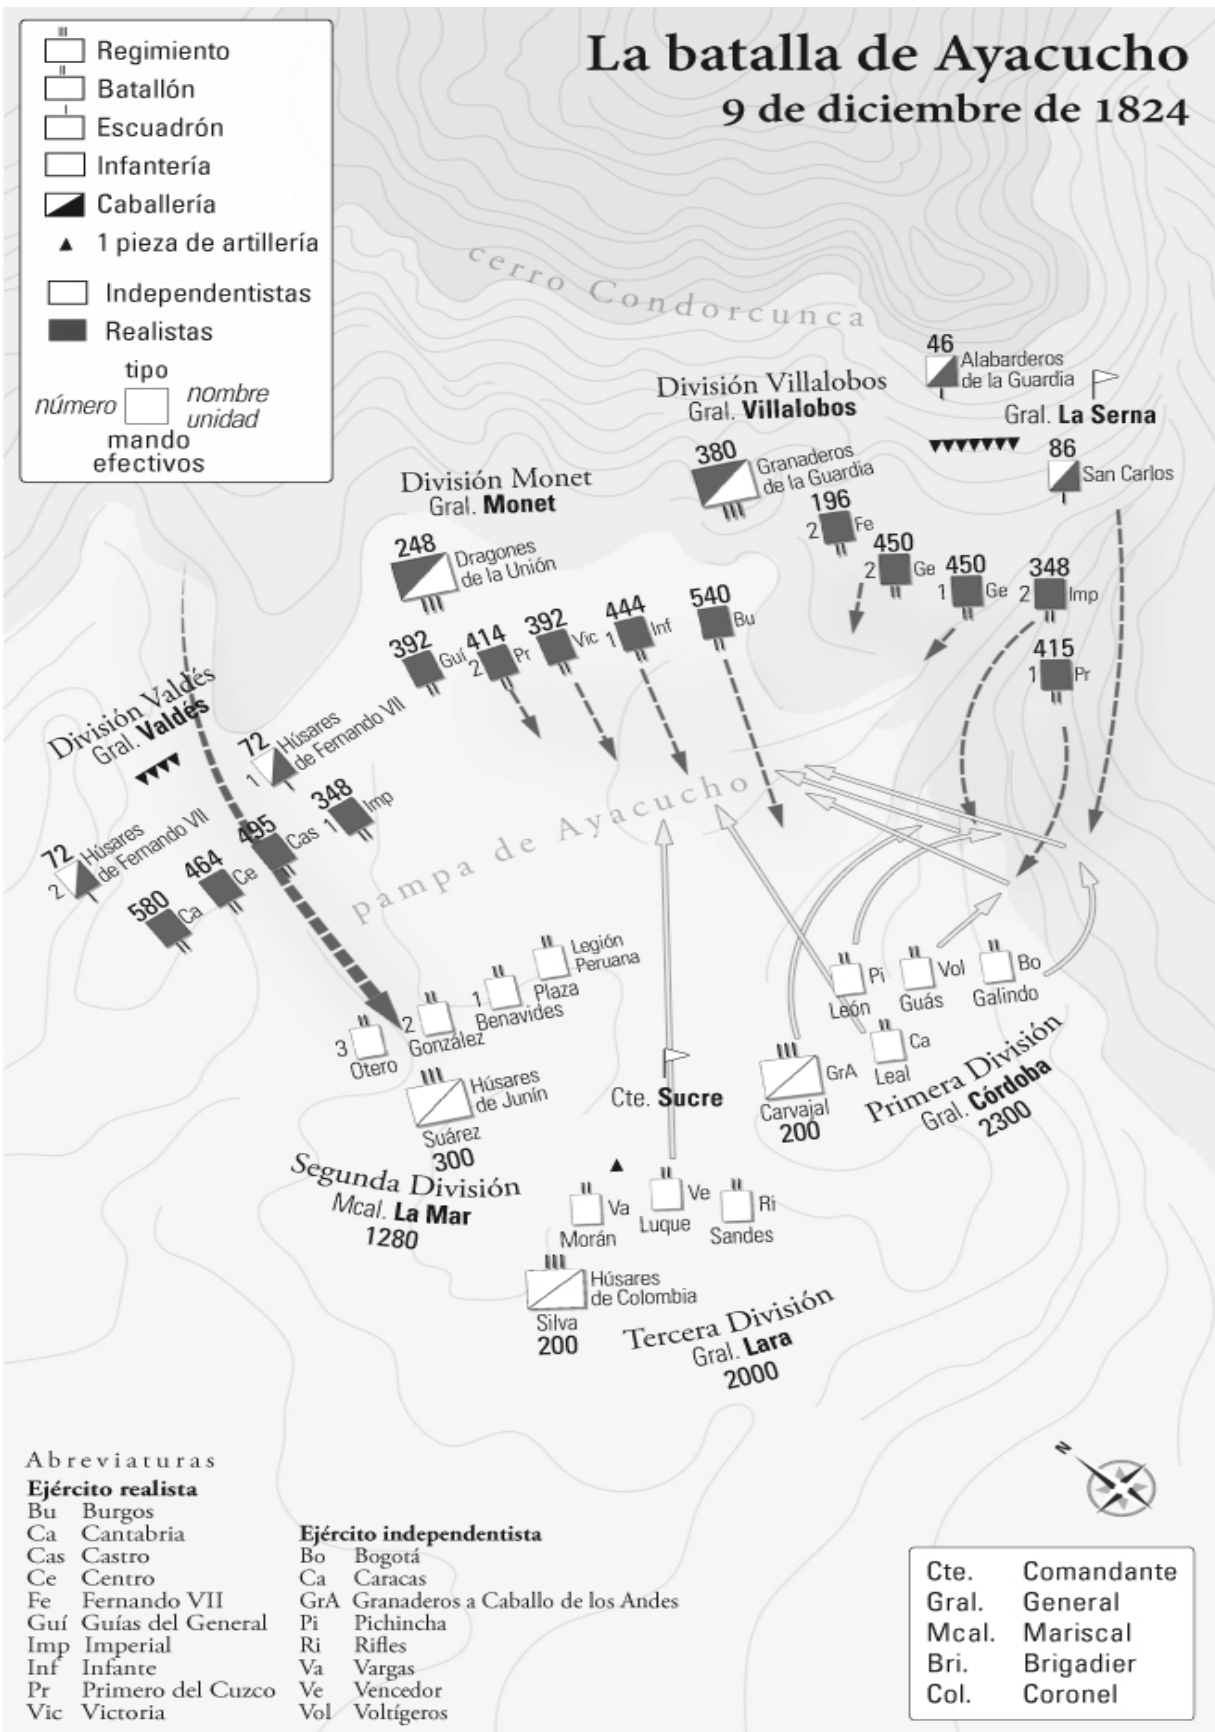 La batalla de Ayacucho
9 de diciembre de 1824
Regimiento
Batallón
Escuadrón
Infantería
Caballería
1 pieza de artillería
Independentistas
Realistas
tipo
número
nombre
unidad
mando
efectivos
cerro Condorcunca
46
Alabarderos
de la Guardia
Gral. La Serna
86
San Carlos
División Villalobos
Gral. Villalobos
380
Granaderos
de la Guardia
196
2 Fe
450
2 Ge
450
1 Ge
348
2 Imp
415
1 Pr
División Monet
Gral. Monet
248
Dragones
de la Unión
392
Guí
414
2 Pr
392
Vic
444
1 Inf
540
Bu
División Valdés
Gral. Valdés
72
1
Húsares
de Fernando VII
348
1 Imp
495
Cas
72
2
Húsares
de Fernando VII
464
Ce
580
Ca
pampa de Ayacucho
Legión
Peruana
Plaza
1
Benavides
2
González
3
Otero
Húsares
de Junín
Suárez
300
Segunda División
Mcal. La Mar
1280
Cte. Sucre
Pi
León
Vol
Guás
Bo
Galindo
Ca
Leal
GrA
Carvajal
200
Primera División
Gral. Córdoba
2300
Va
Morán
Ve
Luque
Ri
Sandes
Húsares
de Colombia
Silva
200
Tercera División
Gral. Lara
2000
N
Abreviaturas
Ejército realista
Bu Burgos
Ca Cantabria
Cas Castro
Ce Centro
Fe Fernando VII
Guí Guías del General
Imp Imperial
Inf Infante
Pr Primero del Cuzco
Vic Victoria
Ejército independentista
Bo Bogotá
Ca Caracas
GrA Granaderos a Caballo de los Andes
Pi Pichincha
Ri Rifles
Va Vargas
Ve Vencedor
Vol Voltígeros
Cte. Comandante
Gral. General
Mcal. Mariscal
Bri. Brigadier
Col. Coronel